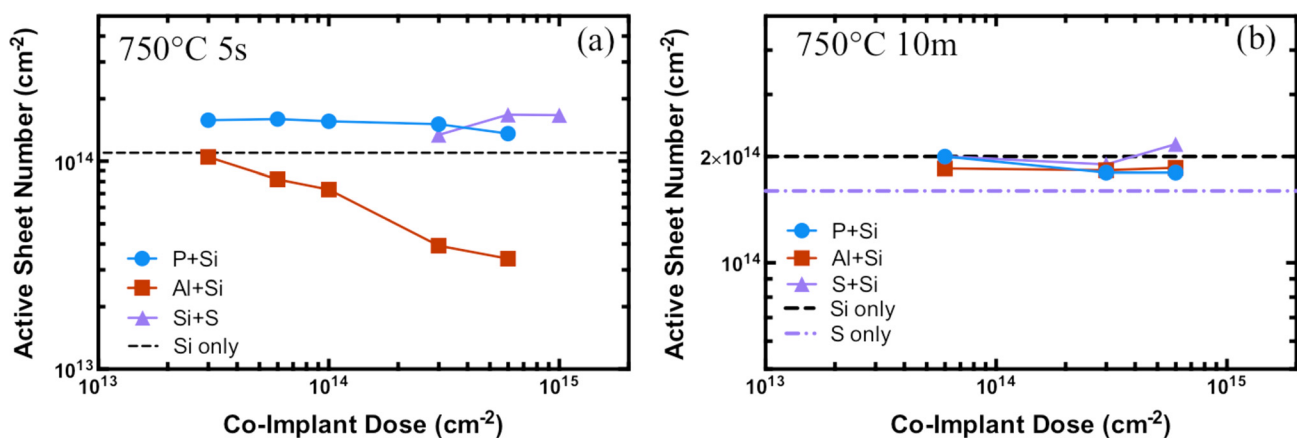 750°C 5s
(a)
Active Sheet Number (cm-2)
10^14
10^13
P+Si
Al+Si
Si+S
Si only
10^13
10^14
10^15
Co-Implant Dose (cm-2)
750°C 10m
(b)
Active Sheet Number (cm-2)
2×10^14
10^14
P+Si
Al+Si
S+Si
Si only
S only
10^13
10^14
10^15
Co-Implant Dose (cm-2)